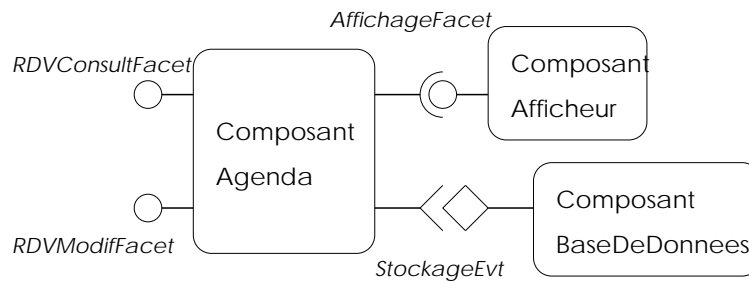 AffichageFacet
RDVConsultFacet
Composant
Afficheur
Composant
Agenda
Composant
BaseDeDonnees
RDVModifFacet
StockageEvt